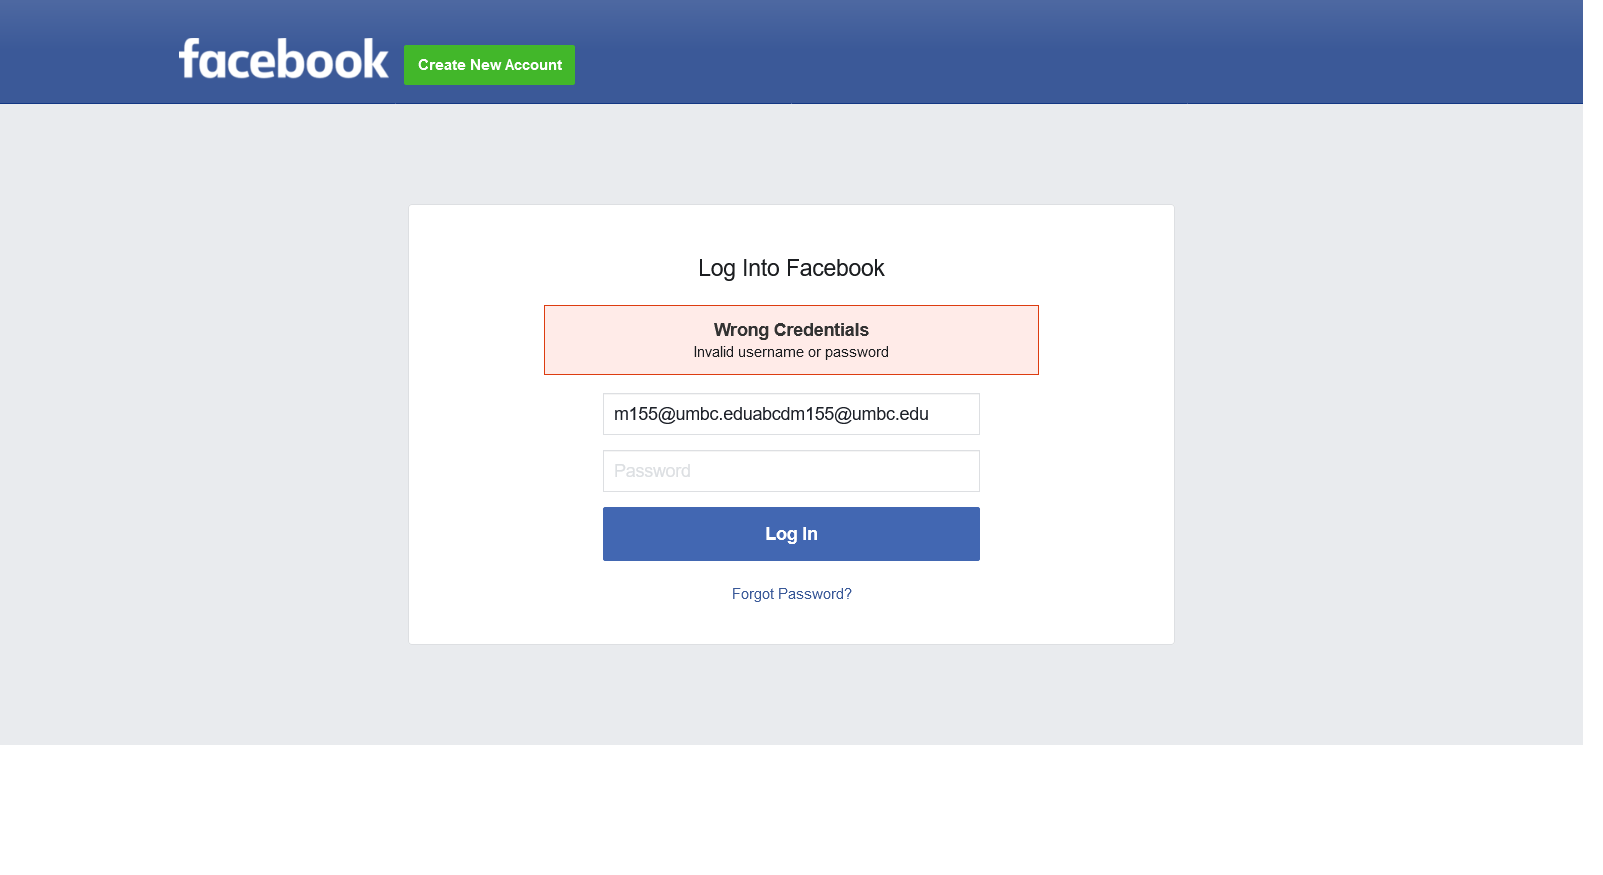 facebook
Create New Account
Log Into Facebook
Wrong Credentials
Invalid username or password
m155@umbc.eduabcdm155@umbc.edu
Password
Log In
Forgot Password?